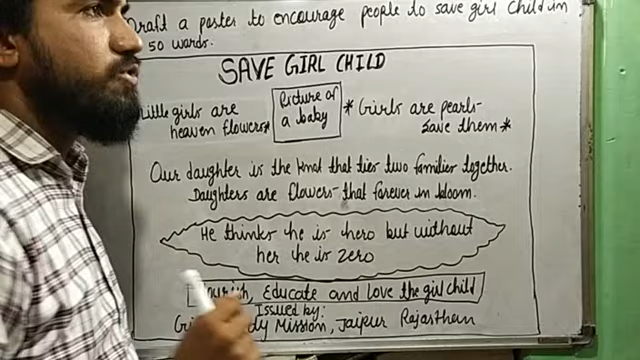 Draft a poster to encourage people to save girl child in
50 words.
SAVE GIRL CHILD
Little girls are
heaven flowers*
Picture of
a baby
* Girls are pearls-
save them *
Our daughter is the knot that ties two families together.
Daughters are flowers that forever in bloom.
He thinks he is hero but without
her he is zero
Nourish, Educate and love the girl child
Issued by:
Mission, Jaipur Rajasthan